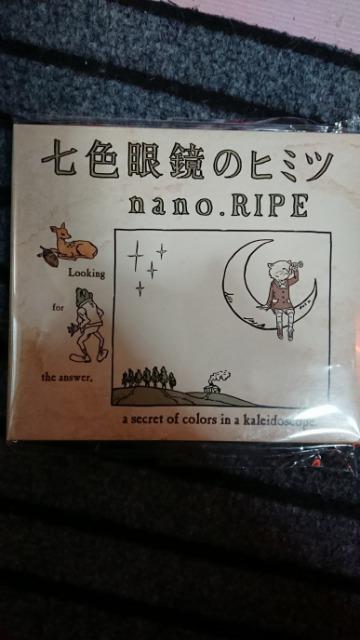 七色眼鏡のヒミツ
nano.RIPE
Looking
for
the answer.
a secret of colors in a kaleidoscope.